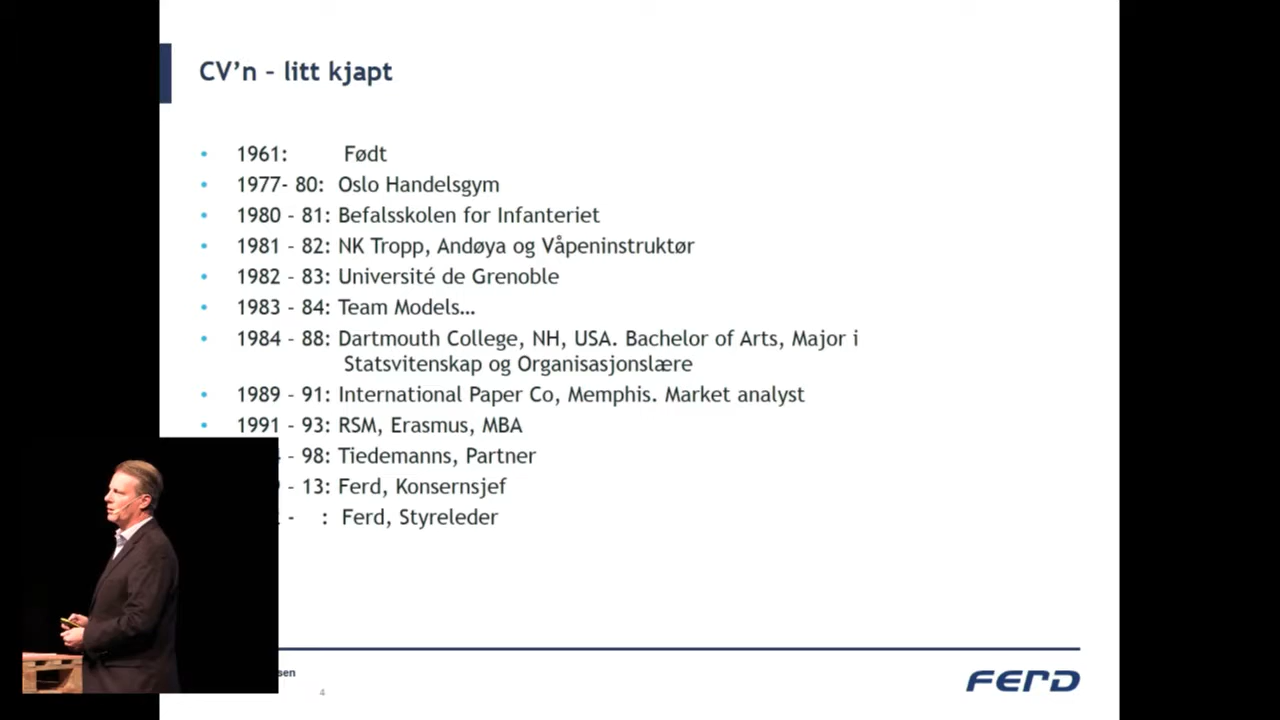 CV’n – litt kjapt
• 1961: Født
• 1977- 80: Oslo Handelsgym
• 1980 – 81: Befalsskolen for Infanteriet
• 1981 – 82: NK Tropp, Andøya og Våpeninstruktør
• 1982 – 83: Université de Grenoble
• 1983 – 84: Team Models…
• 1984 – 88: Dartmouth College, NH, USA. Bachelor of Arts, Major i
Statsvitenskap og Organisasjonslære
• 1989 – 91: International Paper Co, Memphis. Market analyst
• 1991 – 93: RSM, Erasmus, MBA
– 98: Tiedemanns, Partner
– 13: Ferd, Konsernsjef
- : Ferd, Styreleder
sen
4
FERD